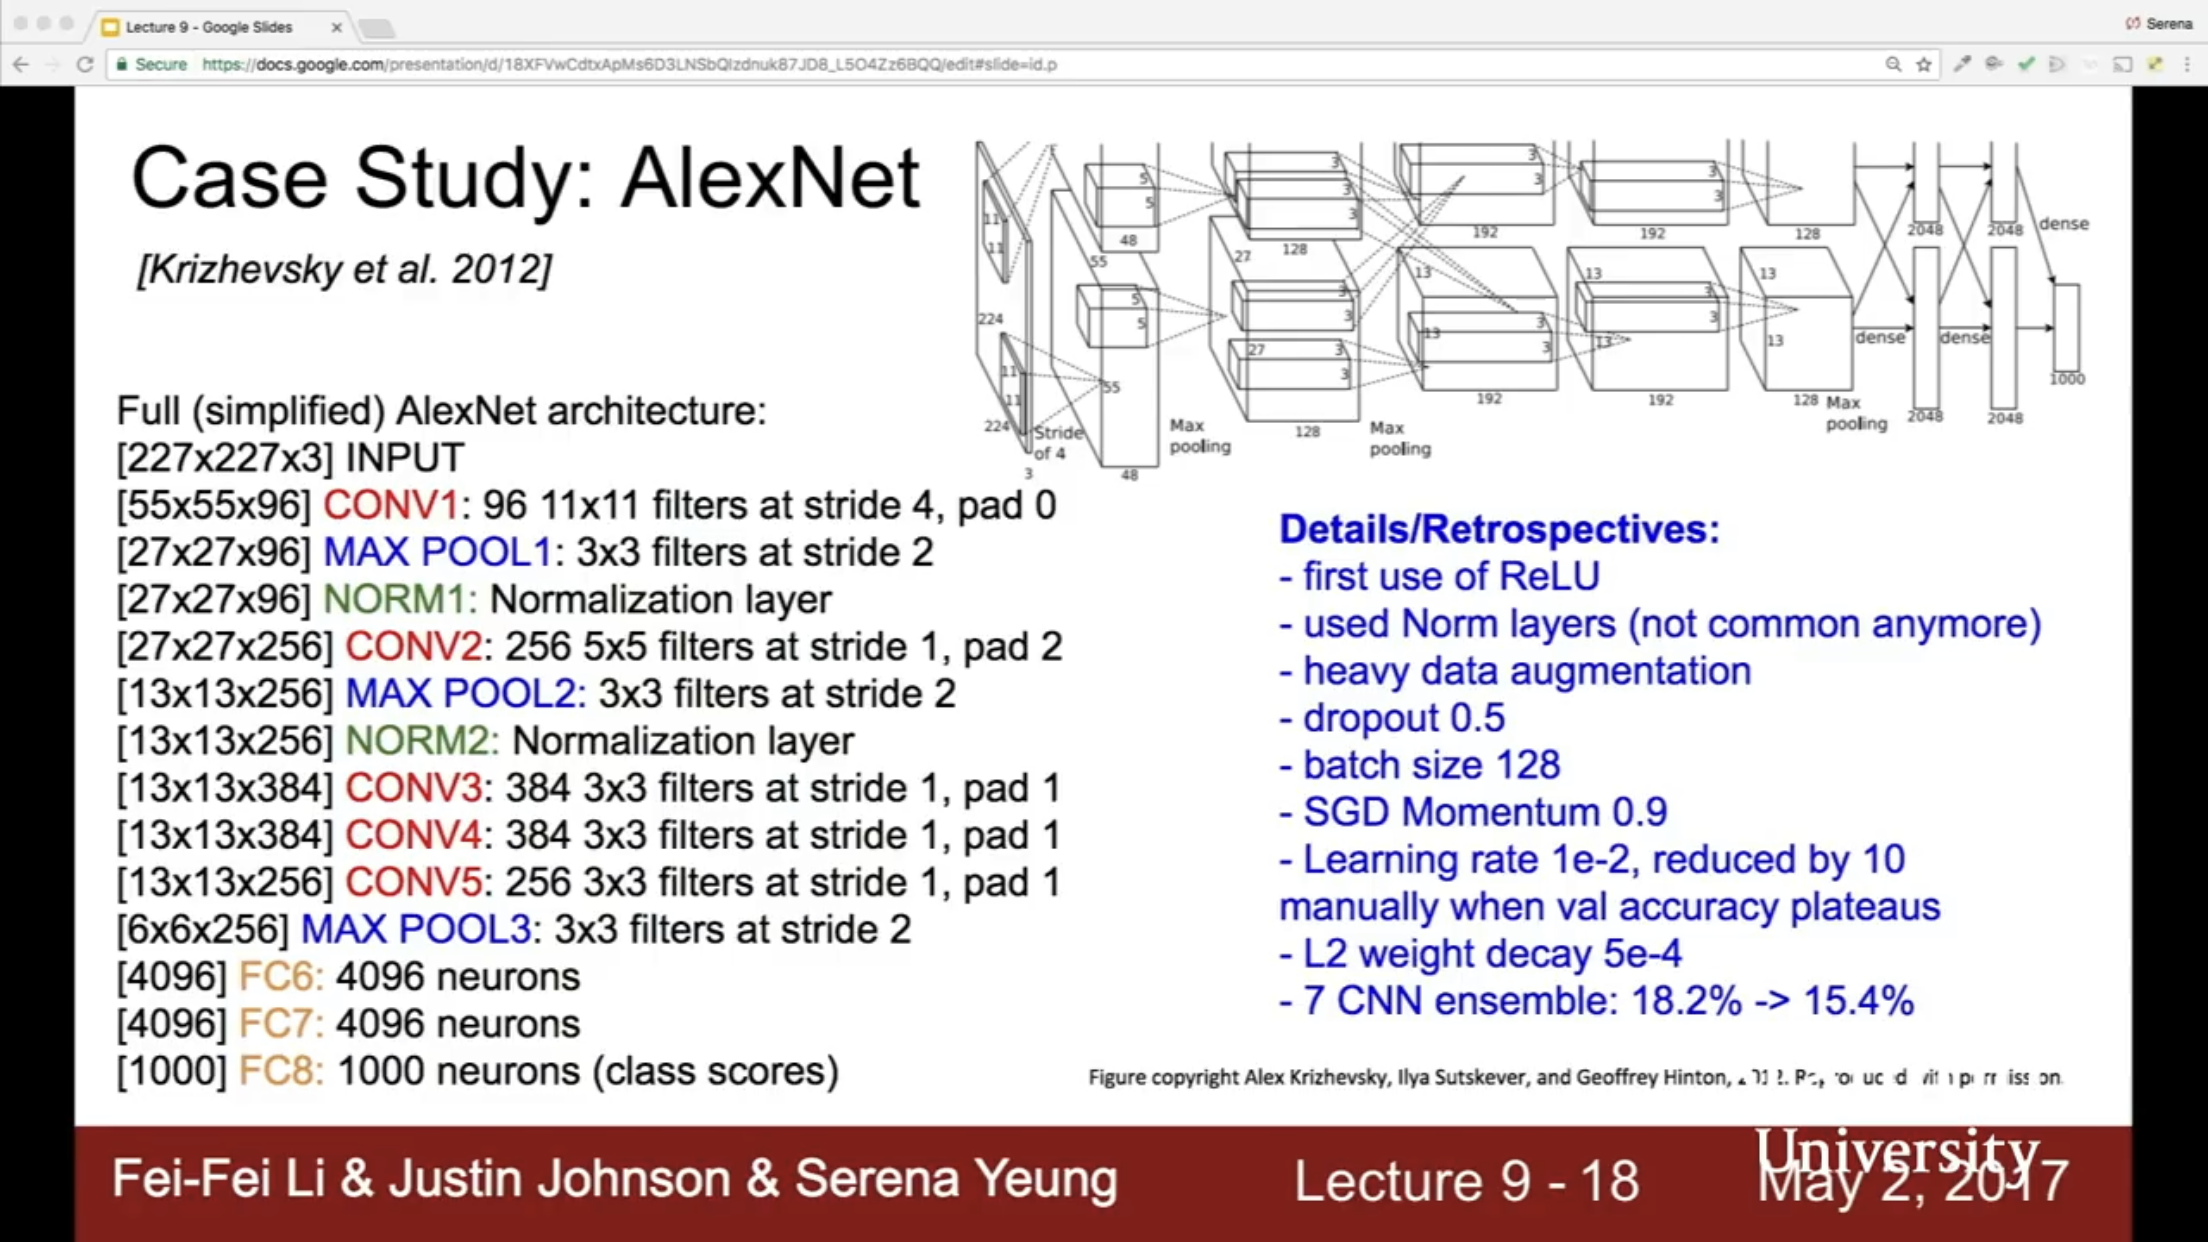 Lecture 9 - Google Slides
Serena
Secure https://docs.google.com/presentation/d/18XFVwCdtxApMs6D3LNSbQlzdnuk87JD8_L5O4Zz6BQQ/edit#slide=id.p
Case Study: AlexNet
[Krizhevsky et al. 2012]
Full (simplified) AlexNet architecture:
[227x227x3] INPUT
[55x55x96] CONV1: 96 11x11 filters at stride 4, pad 0
[27x27x96] MAX POOL1: 3x3 filters at stride 2
[27x27x96] NORM1: Normalization layer
[27x27x256] CONV2: 256 5x5 filters at stride 1, pad 2
[13x13x256] MAX POOL2: 3x3 filters at stride 2
[13x13x256] NORM2: Normalization layer
[13x13x384] CONV3: 384 3x3 filters at stride 1, pad 1
[13x13x384] CONV4: 384 3x3 filters at stride 1, pad 1
[13x13x256] CONV5: 256 3x3 filters at stride 1, pad 1
[6x6x256] MAX POOL3: 3x3 filters at stride 2
[4096] FC6: 4096 neurons
[4096] FC7: 4096 neurons
[1000] FC8: 1000 neurons (class scores)
11 5 3 3 3 3
11 5 3 3 3 3
48 128 192 192 128 2048 2048 dense
55 27 13 13 13
224 5 3 3 3
5 3 3 3
11 55 27 3 13 13 13 dense dense
11 3 1000
224 Stride of 4
3 48
Max pooling
128
Max pooling
192 192 128
Max pooling
2048 2048
Details/Retrospectives:
- first use of ReLU
- used Norm layers (not common anymore)
- heavy data augmentation
- dropout 0.5
- batch size 128
- SGD Momentum 0.9
- Learning rate 1e-2, reduced by 10
manually when val accuracy plateaus
- L2 weight decay 5e-4
- 7 CNN ensemble: 18.2% -> 15.4%
Figure copyright Alex Krizhevsky, Ilya Sutskever, and Geoffrey Hinton,
Fei-Fei Li & Justin Johnson & Serena Yeung
Lecture 9 - 18
University
May 2, 2017